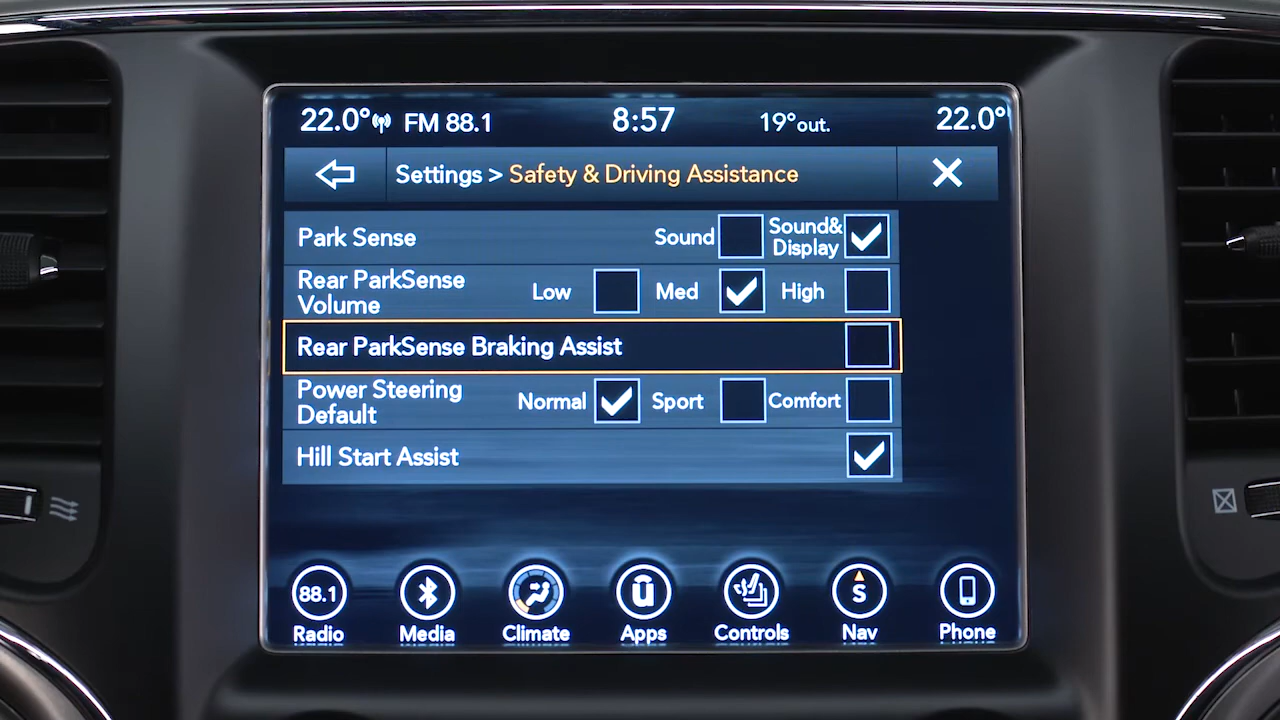 22.0° FM 88.1 8:57 19°out. 22.0°
Settings > Safety & Driving Assistance
Park Sense Sound Sound&
Display
Rear ParkSense
Volume Low Med High
Rear ParkSense Braking Assist
Power Steering
Default Normal Sport Comfort
Hill Start Assist
88.1 S
Radio Media Climate Apps Controls Nav Phone